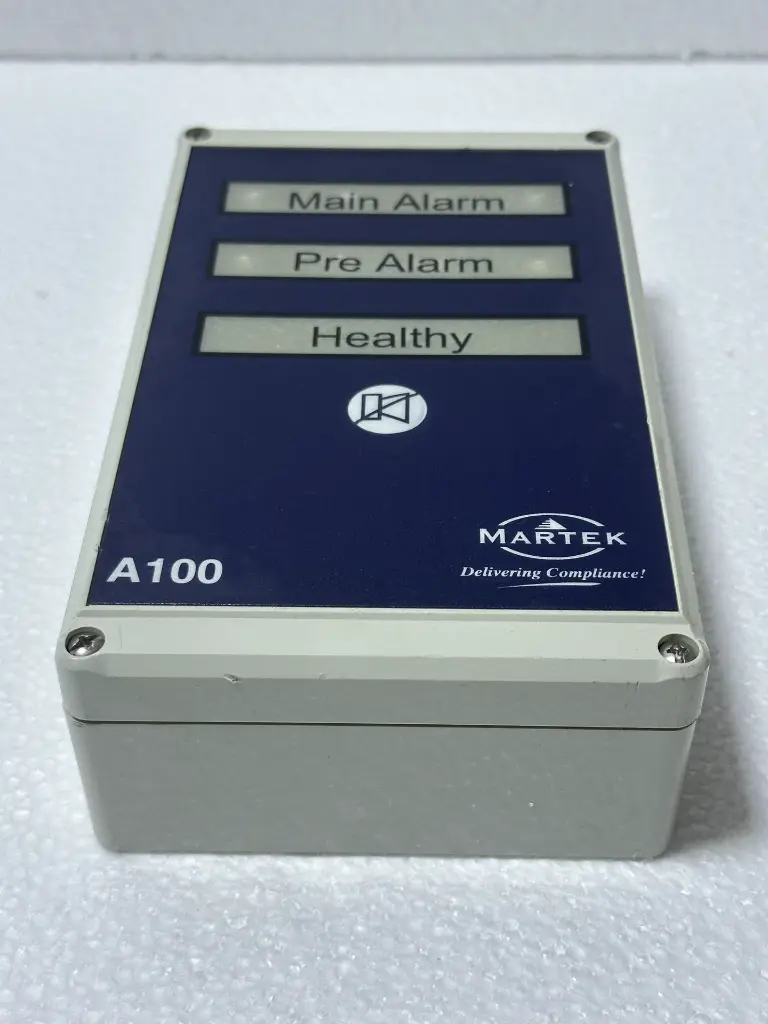 Main Alarm
Pre Alarm
Healthy
MARTEK
A100
Delivering Compliance!